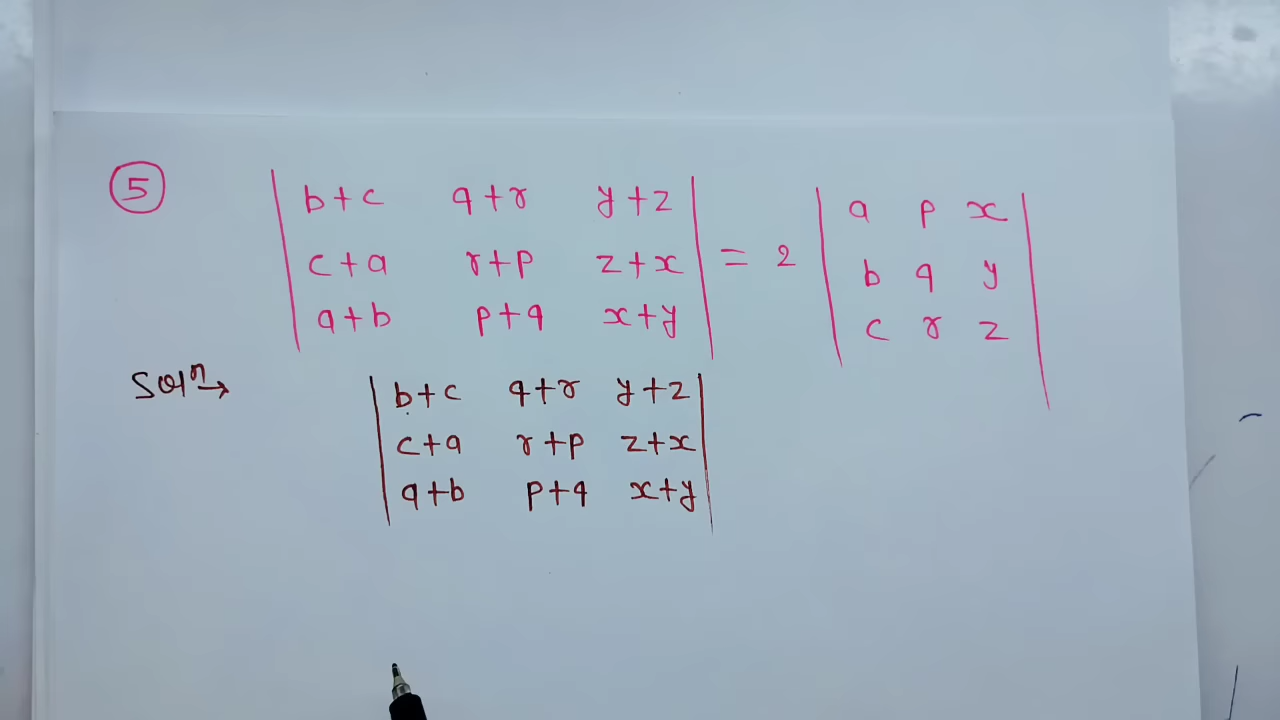 5 | b+c q+r y+z | = 2 | a p x |
| c+a r+p z+x | | b q y |
| a+b p+q x+y | | c r z |
Solⁿ→ | b+c q+r y+z |
| c+a r+p z+x |
| a+b p+q x+y |